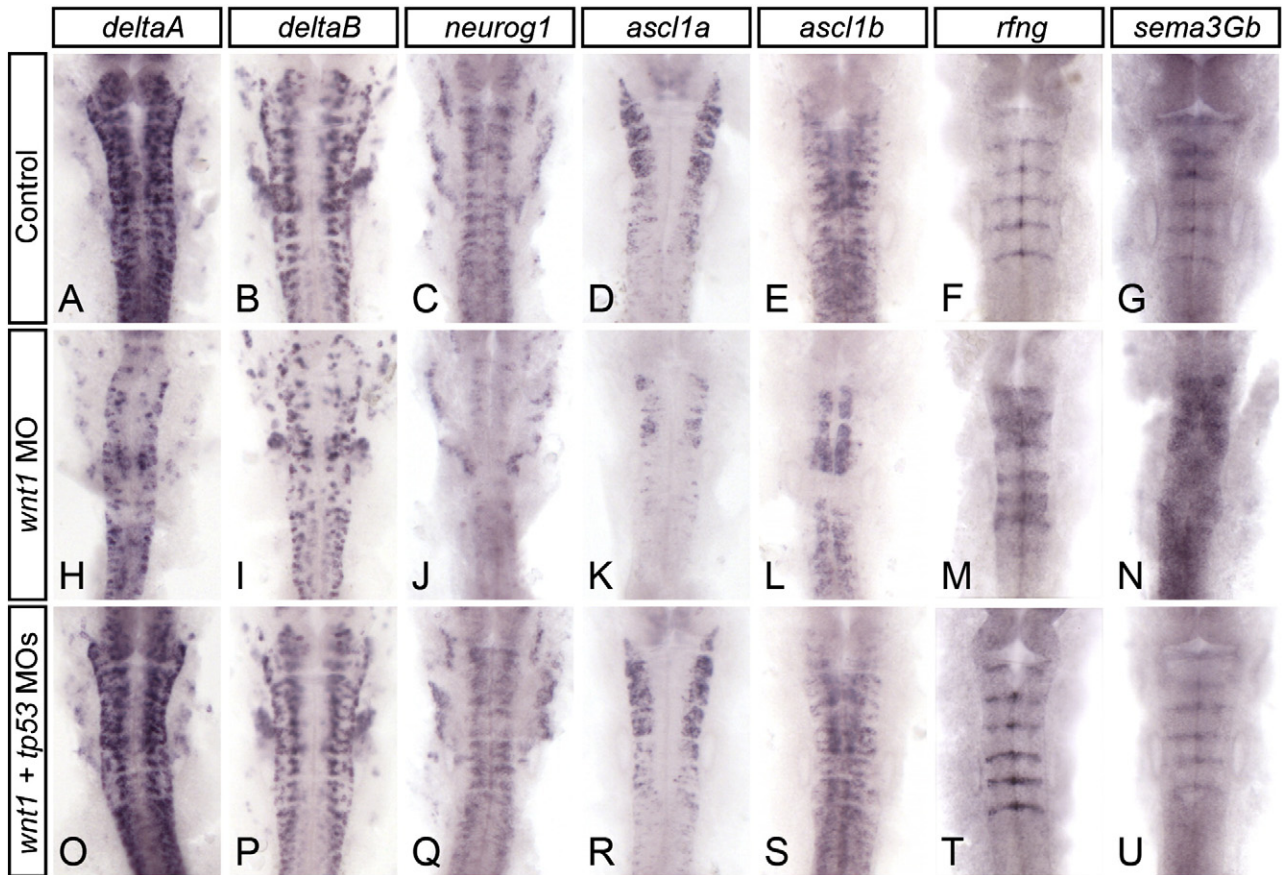 deltaA deltaB neurog1 ascl1a ascl1b rfng sema3Gb
Control
A B C D E F G
wnt1 MO
H I J K L M N
wnt1 + tp53 MOs
O P Q R S T U